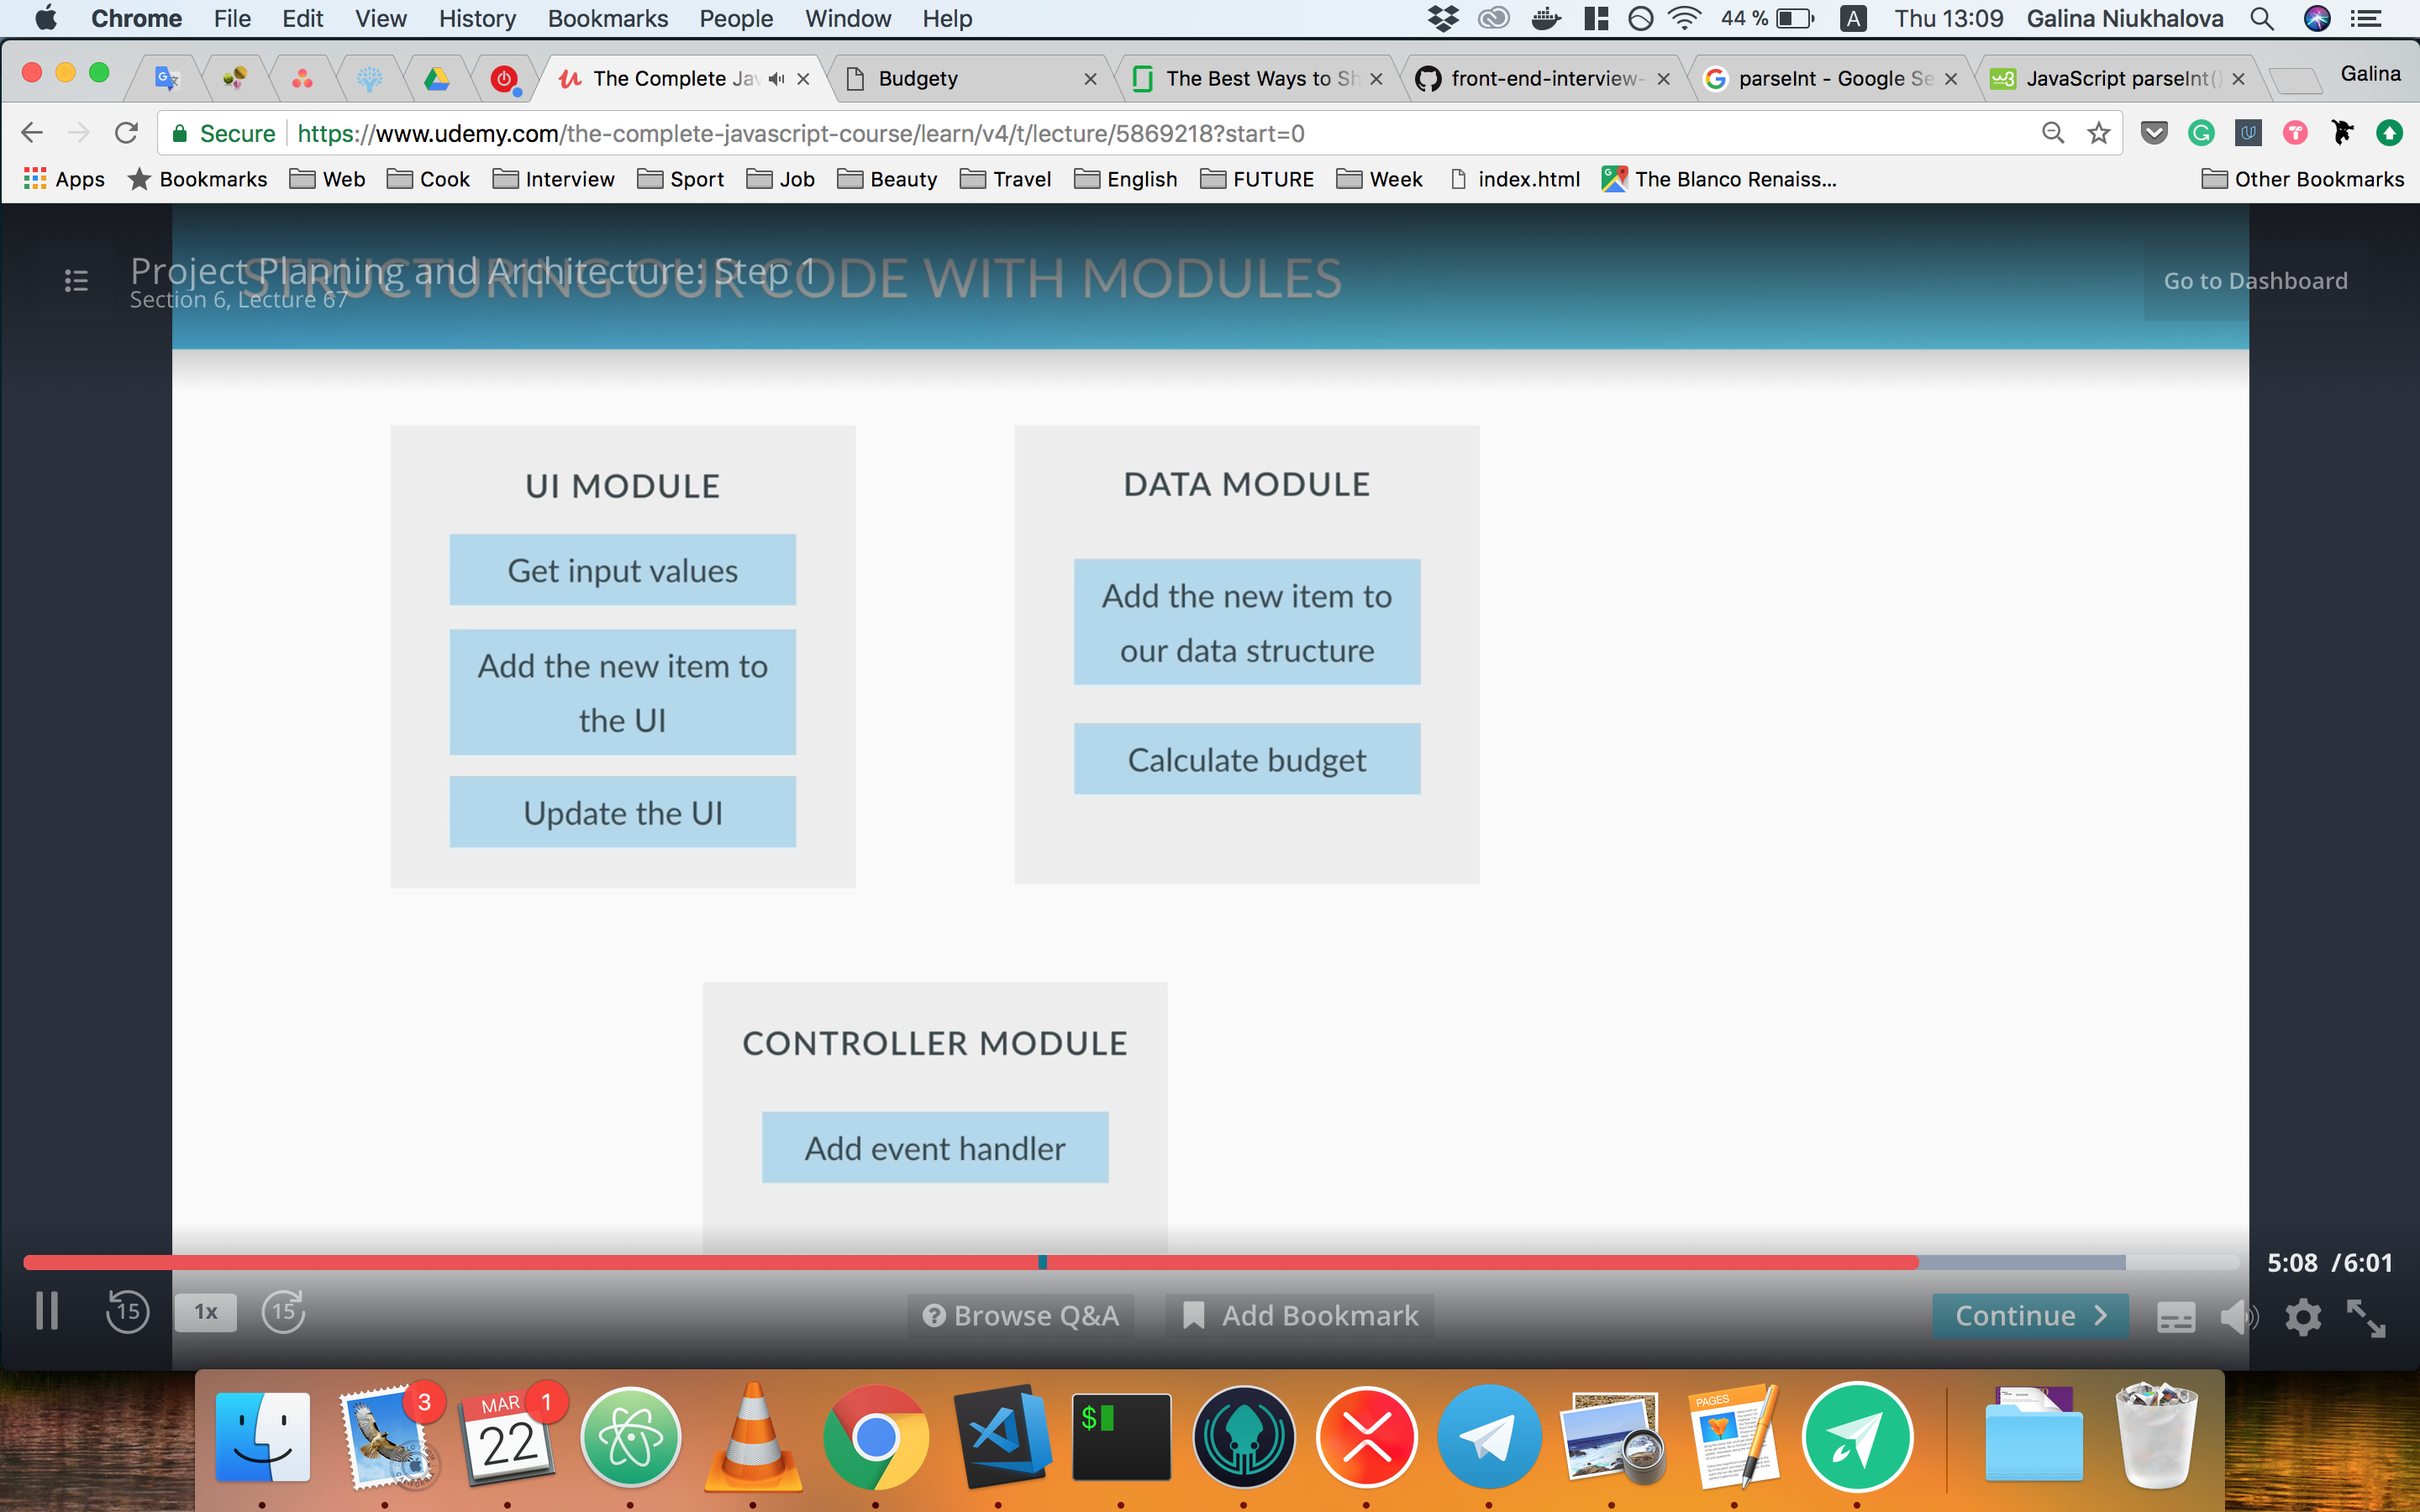 Chrome File Edit View History Bookmarks People Window Help 44 % A Thu 13:09 Galina Niukhalova
The Complete Jav Budgety The Best Ways to Sh front-end-interview- parseInt - Google Se JavaScript parseInt() Galina
Secure https://www.udemy.com/the-complete-javascript-course/learn/v4/t/lecture/5869218?start=0
Apps Bookmarks Web Cook Interview Sport Job Beauty Travel English FUTURE Week index.html The Blanco Renaiss... Other Bookmarks
STRUCTURING OUR CODE WITH MODULES
Project Planning and Architecture: Step 1
Section 6, Lecture 67
Go to Dashboard
UI MODULE
Get input values
Add the new item to
the UI
Update the UI
DATA MODULE
Add the new item to
our data structure
Calculate budget
CONTROLLER MODULE
Add event handler
5:08 / 6:01
15 1x 15 Browse Q&A Add Bookmark Continue
3 MAR 1 22 $ PAGES